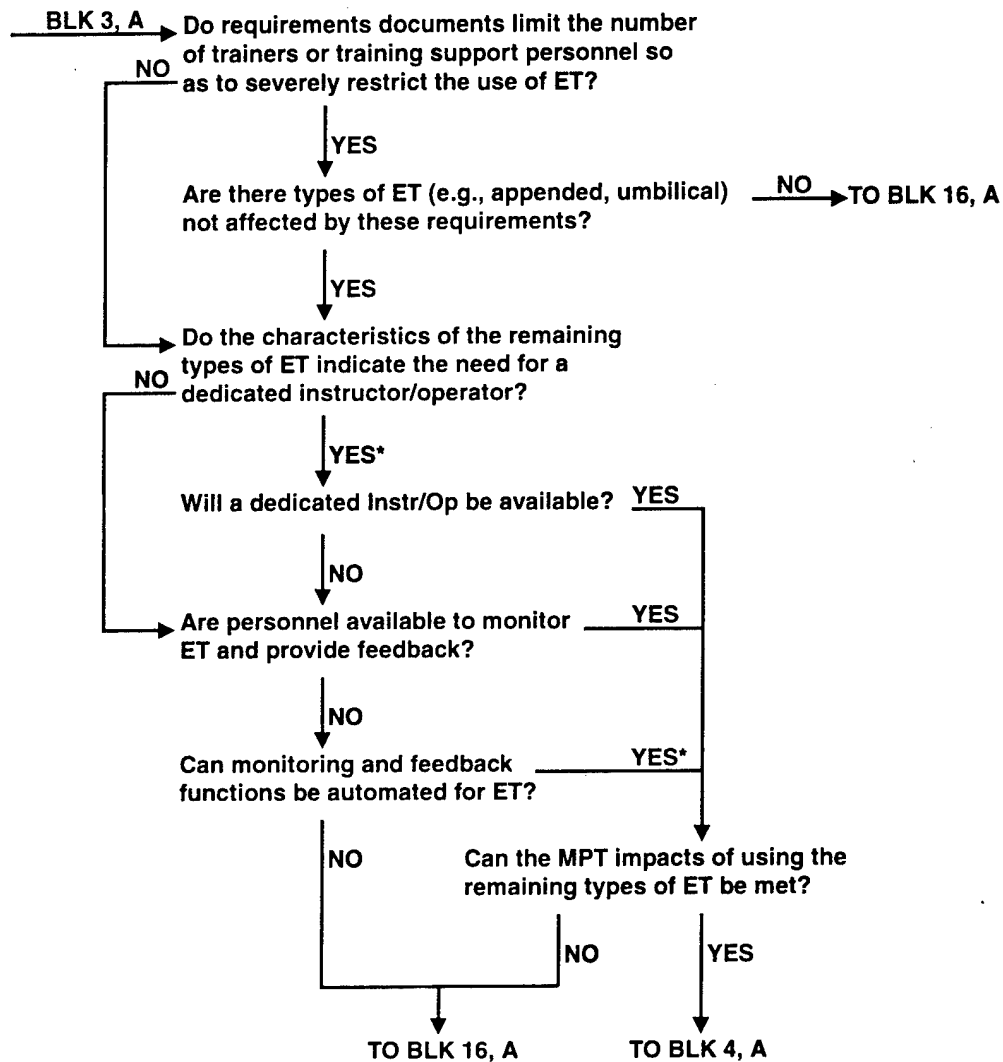 BLK 3, A
Do requirements documents limit the number
of trainers or training support personnel so
as to severely restrict the use of ET?
NO
YES
Are there types of ET (e.g., appended, umbilical)
not affected by these requirements?
NO
TO BLK 16, A
YES
Do the characteristics of the remaining
types of ET indicate the need for a
dedicated instructor/operator?
NO
YES*
Will a dedicated Instr/Op be available?
YES
NO
Are personnel available to monitor
ET and provide feedback?
YES
NO
Can monitoring and feedback
functions be automated for ET?
YES*
NO
Can the MPT impacts of using the
remaining types of ET be met?
NO
YES
TO BLK 16, A
TO BLK 4, A